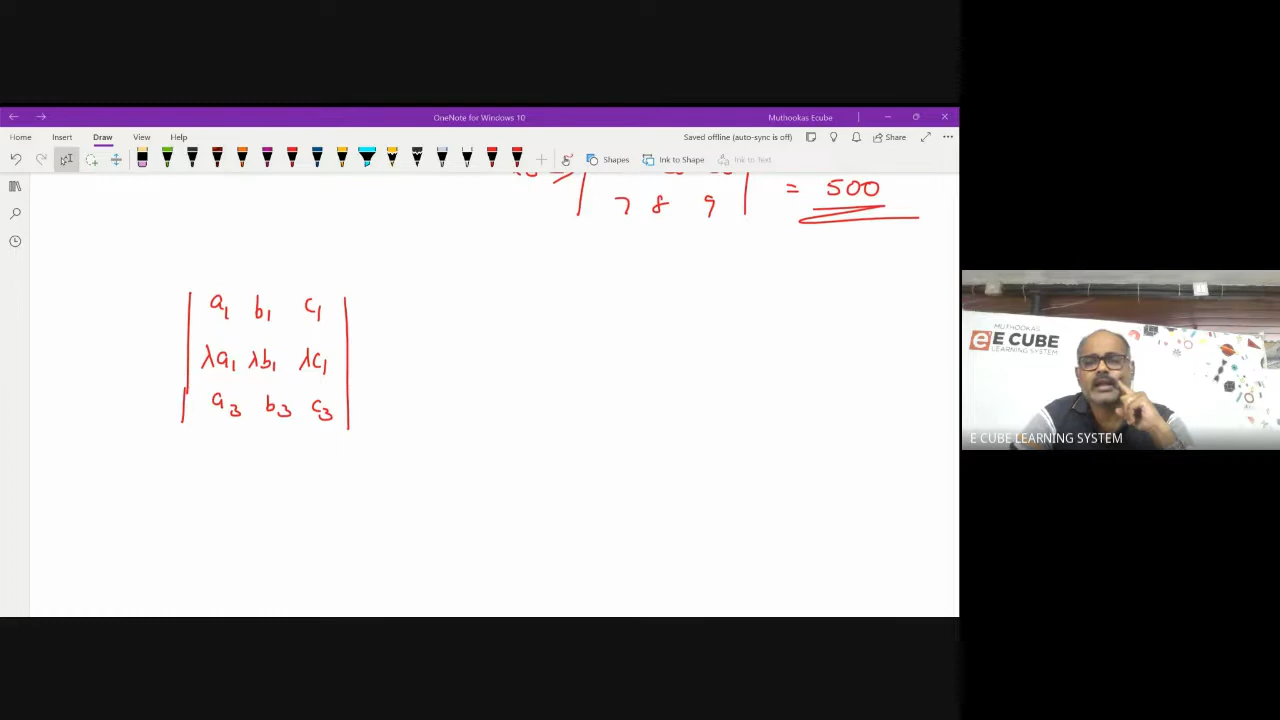 OneNote for Windows 10
Muthookas Ecube
Home Insert Draw View Help
Saved offline (auto-sync is off)
Share
Shapes
Ink to Shape
Ink to Text
= 500
7 8 9
a₁ b₁ c₁
λa₁ λb₁ λc₁
a₃ b₃ c₃
MUTHOOKAS
e E CUBE
LEARNING SYSTEM
E CUBE LEARNING SYSTEM